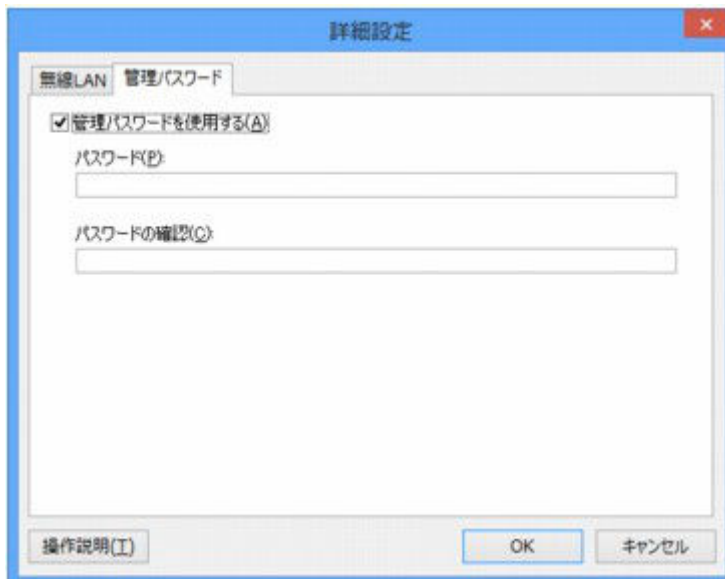 詳細設定
無線LAN 管理パスワード
管理パスワードを使用する(A)
パスワード(P):
パスワードの確認(C):
操作説明(T) OK キャンセル